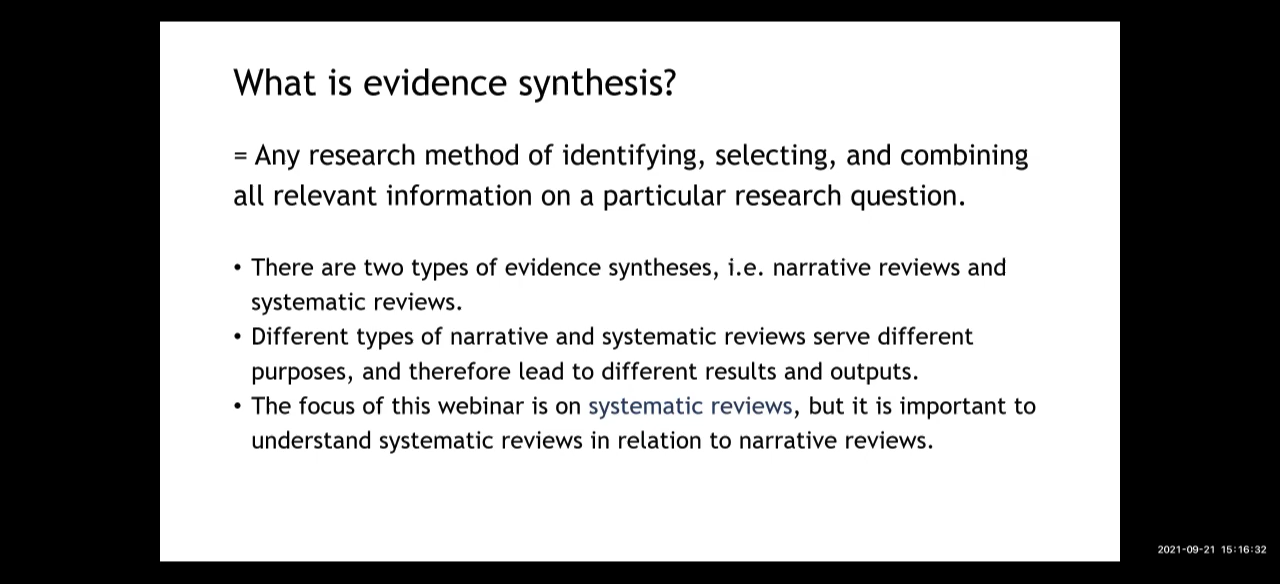 What is evidence synthesis?
= Any research method of identifying, selecting, and combining
all relevant information on a particular research question.
• There are two types of evidence syntheses, i.e. narrative reviews and
systematic reviews.
• Different types of narrative and systematic reviews serve different
purposes, and therefore lead to different results and outputs.
• The focus of this webinar is on systematic reviews, but it is important to
understand systematic reviews in relation to narrative reviews.
2021-09-21 15:16:32